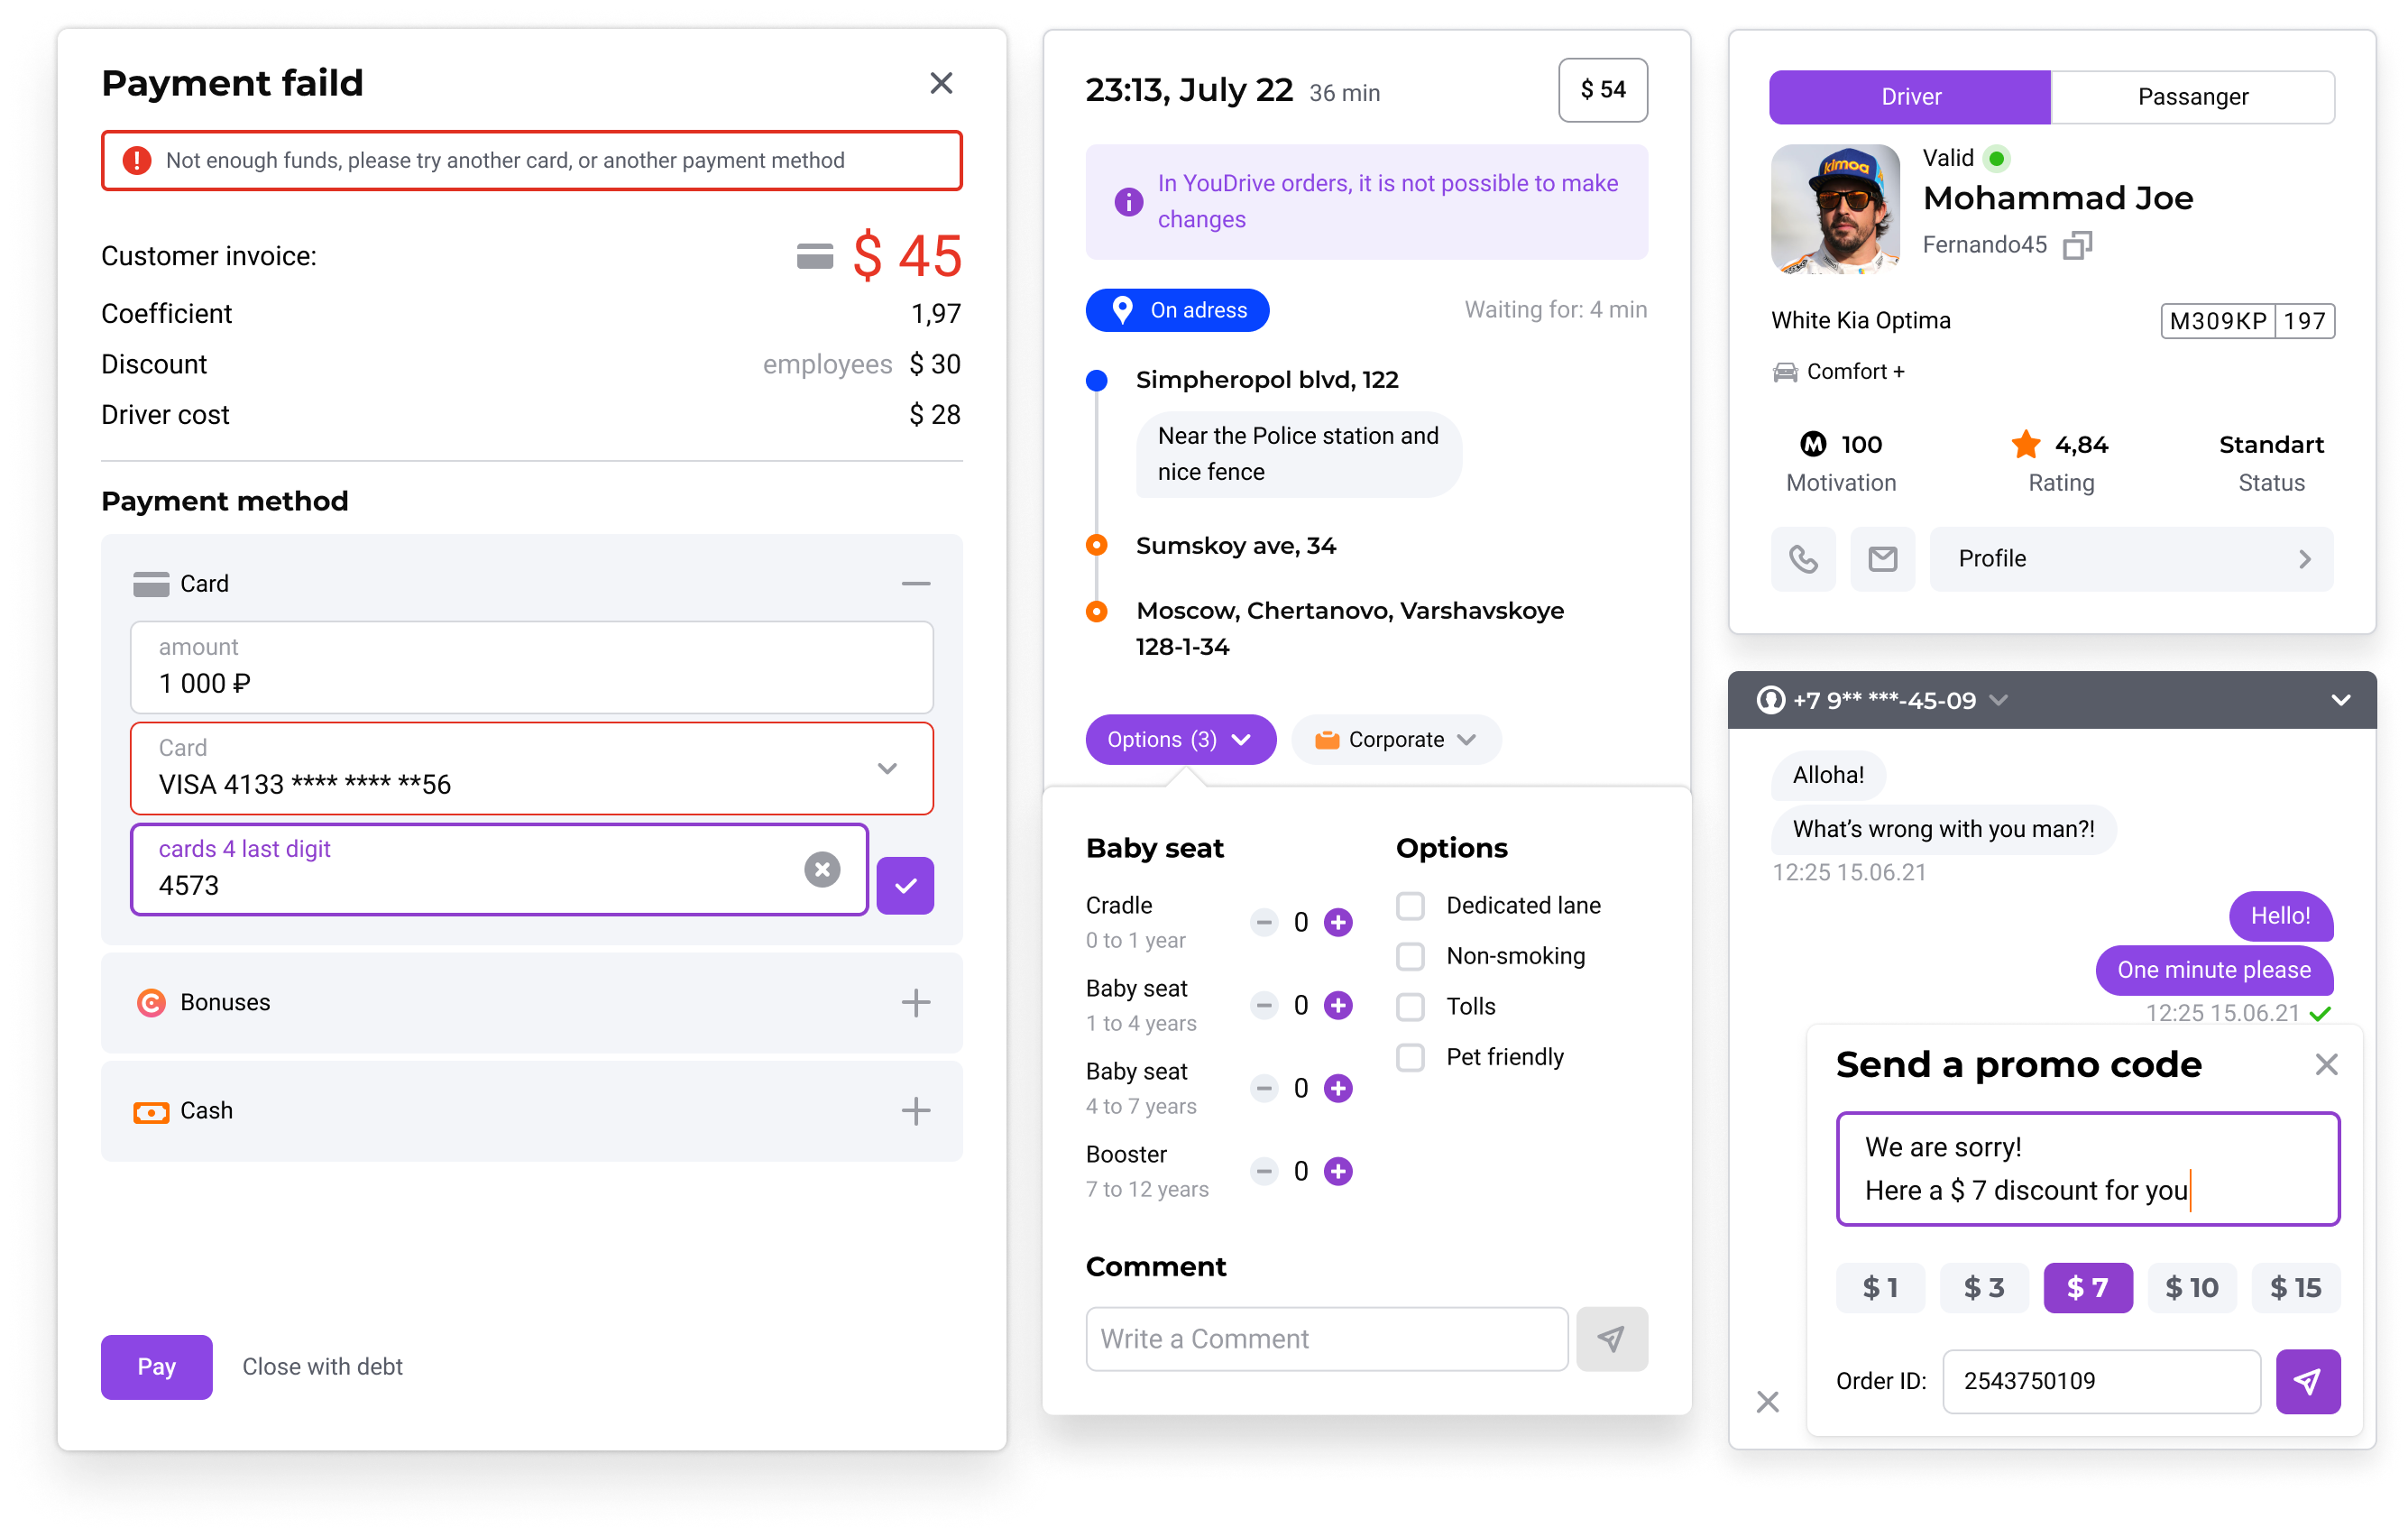 Payment faild
Not enough funds, please try another card, or another payment method
Customer invoice:
$ 45
Coefficient
1,97
Discount
employees $ 30
Driver cost
$ 28
Payment method
Card
amount
1 000 ₽
Card
VISA 4133 **** **** **56
cards 4 last digit
4573
Bonuses
Cash
Pay
Close with debt
23:13, July 22 36 min
$ 54
In YouDrive orders, it is not possible to make
changes
On adress
Waiting for: 4 min
Simpheropol blvd, 122
Near the Police station and
nice fence
Sumskoy ave, 34
Moscow, Chertanovo, Varshavskoye
128-1-34
Options (3)
Corporate
Baby seat
Cradle
0 to 1 year
0
Baby seat
1 to 4 years
0
Baby seat
4 to 7 years
0
Booster
7 to 12 years
0
Options
Dedicated lane
Non-smoking
Tolls
Pet friendly
Comment
Write a Comment
Driver
Passanger
kimoa
Valid
Mohammad Joe
Fernando45
White Kia Optima
M309KP 197
Comfort +
M 100
Motivation
4,84
Rating
Standart
Status
Profile
+7 9** ***-45-09
Alloha!
What’s wrong with you man?!
12:25 15.06.21
Hello!
One minute please
12:25 15.06.21
Send a promo code
We are sorry!
Here a $ 7 discount for you
$ 1
$ 3
$ 7
$ 10
$ 15
Order ID:
2543750109